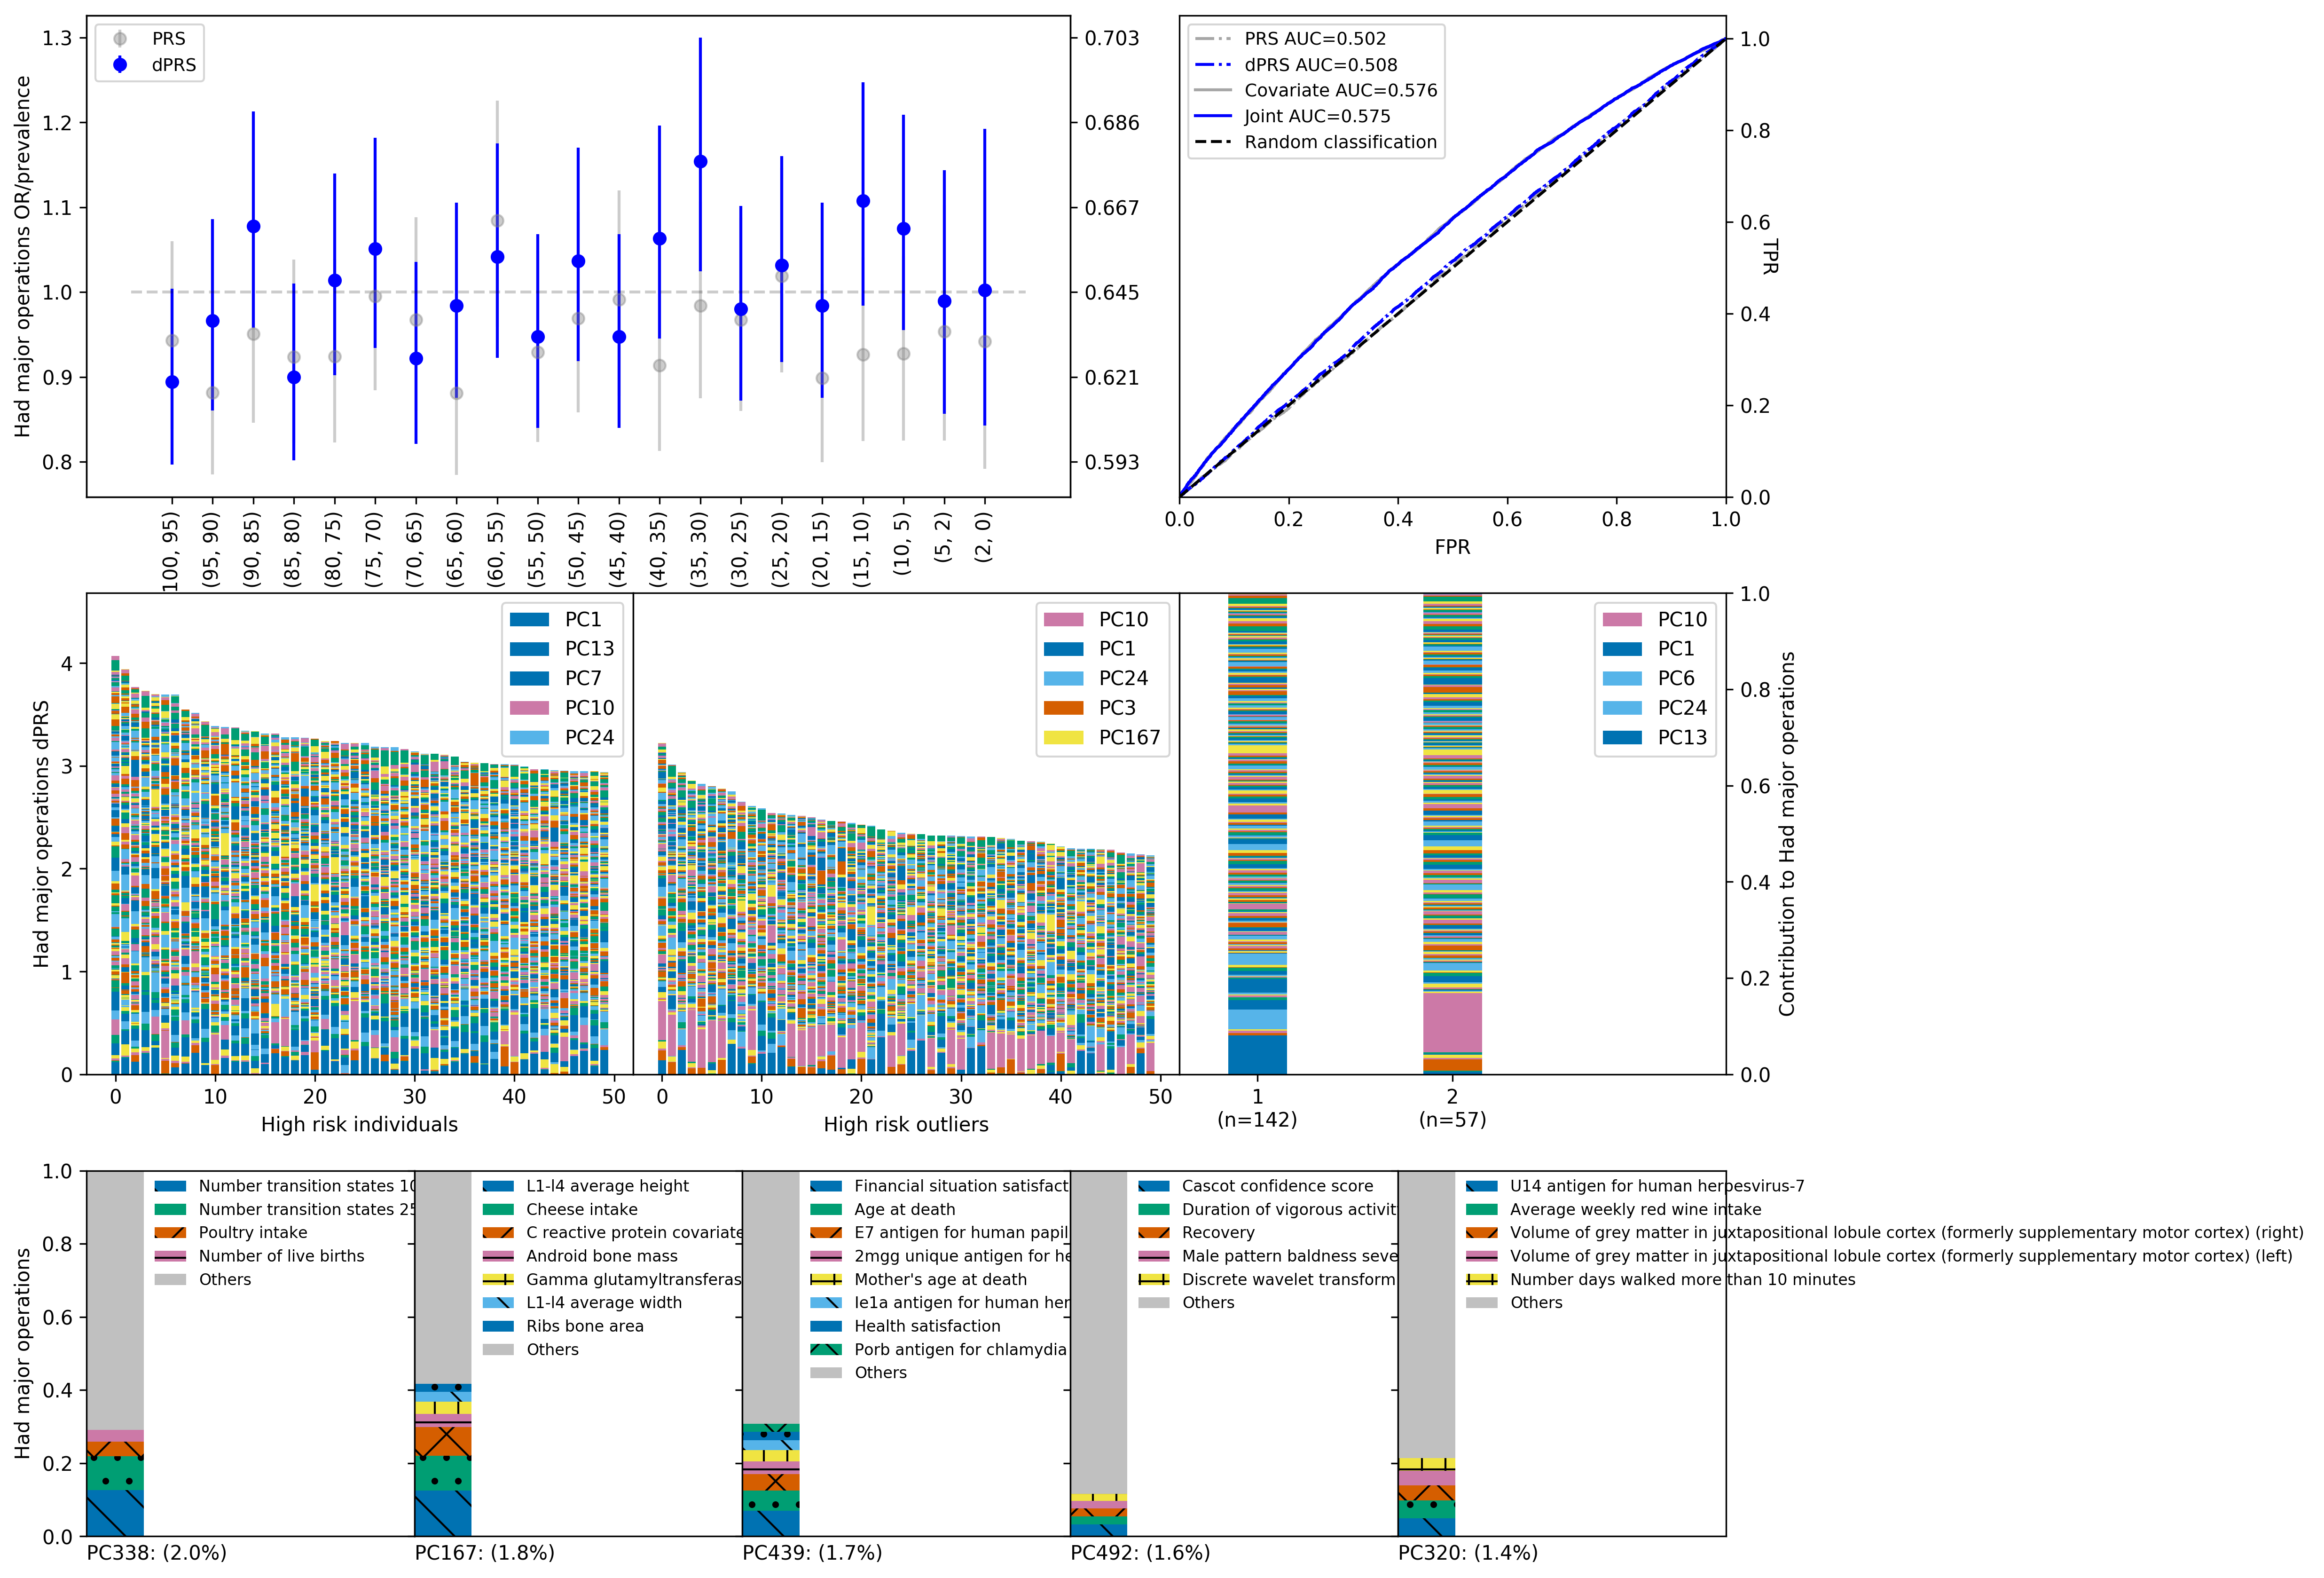 Had major operations OR/prevalence
1.3
1.2
1.1
1.0
0.9
0.8
PRS
dPRS
0.703
0.686
0.667
0.645
0.621
0.593
100, 95)
(95, 90)
(90, 85)
(85, 80)
(80, 75)
(75, 70)
(70, 65)
(65, 60)
(60, 55)
(55, 50)
(50, 45)
(45, 40)
(40, 35)
(35, 30)
(30, 25)
(25, 20)
(20, 15)
(15, 10)
(10, 5)
(5, 2)
(2, 0)
PRS AUC=0.502
dPRS AUC=0.508
Covariate AUC=0.576
Joint AUC=0.575
Random classification
1.0
0.8
0.6
0.4
0.2
0.0
TPR
0.0 0.2 0.4 0.6 0.8 1.0
FPR
Had major operations dPRS
4
3
2
1
0
PC1
PC13
PC7
PC10
PC24
0 10 20 30 40 50
High risk individuals
PC10
PC1
PC24
PC3
PC167
0 10 20 30 40 50
High risk outliers
PC10
PC1
PC6
PC24
PC13
1
(n=142)
2
(n=57)
1.0
0.8
0.6
0.4
0.2
0.0
Contribution to Had major operations
Had major operations
1.0
0.8
0.6
0.4
0.2
0.0
Number transition states 10
Number transition states 25
Poultry intake
Number of live births
Others
PC338: (2.0%)
L1-l4 average height
Cheese intake
C reactive protein covariate
Android bone mass
Gamma glutamyltransferas
L1-l4 average width
Ribs bone area
Others
PC167: (1.8%)
Financial situation satisfact
Age at death
E7 antigen for human papil
2mgg unique antigen for he
Mother's age at death
Ie1a antigen for human her
Health satisfaction
Porb antigen for chlamydia
Others
PC439: (1.7%)
Cascot confidence score
Duration of vigorous activit
Recovery
Male pattern baldness seve
Discrete wavelet transform
Others
PC492: (1.6%)
U14 antigen for human herpesvirus-7
Average weekly red wine intake
Volume of grey matter in juxtapositional lobule cortex (formerly supplementary motor cortex) (right)
Volume of grey matter in juxtapositional lobule cortex (formerly supplementary motor cortex) (left)
Number days walked more than 10 minutes
Others
PC320: (1.4%)